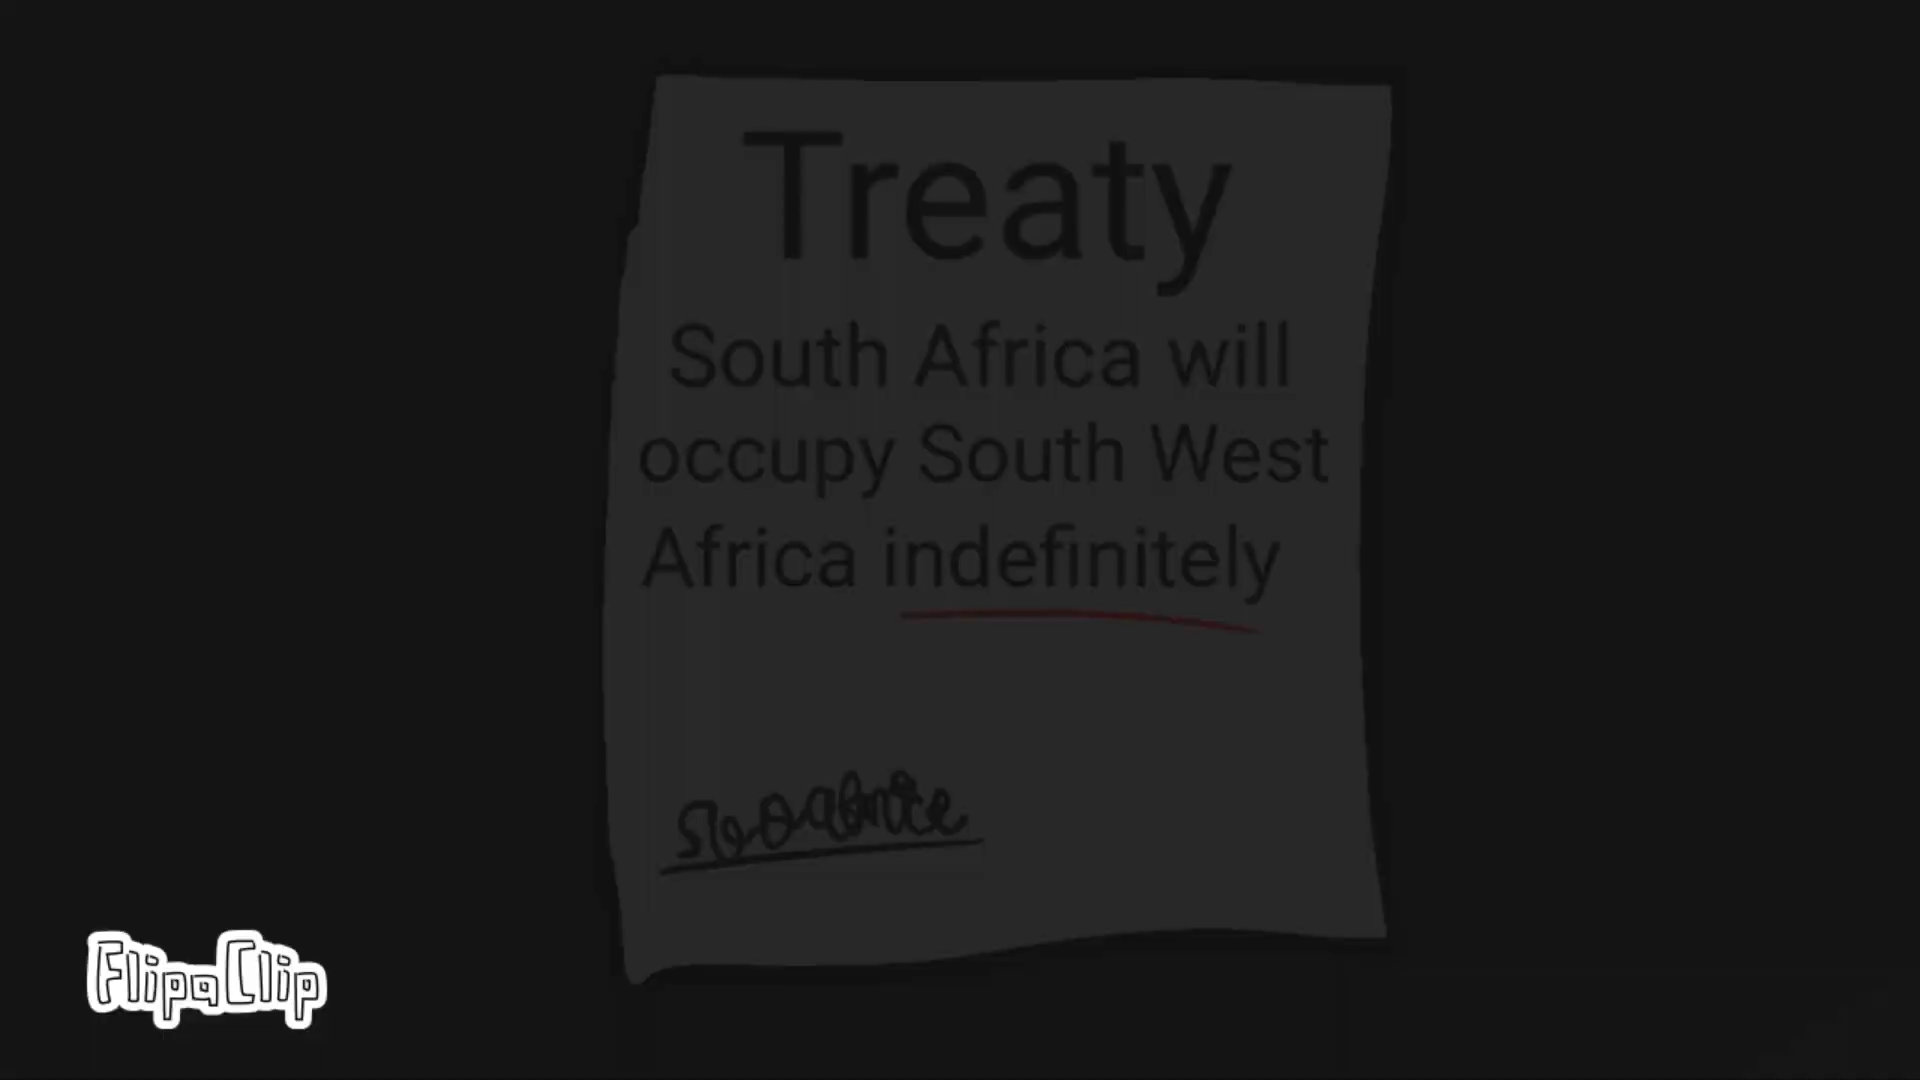 Treaty
South Africa will
occupy South West
Africa indefinitely
FlipaClip